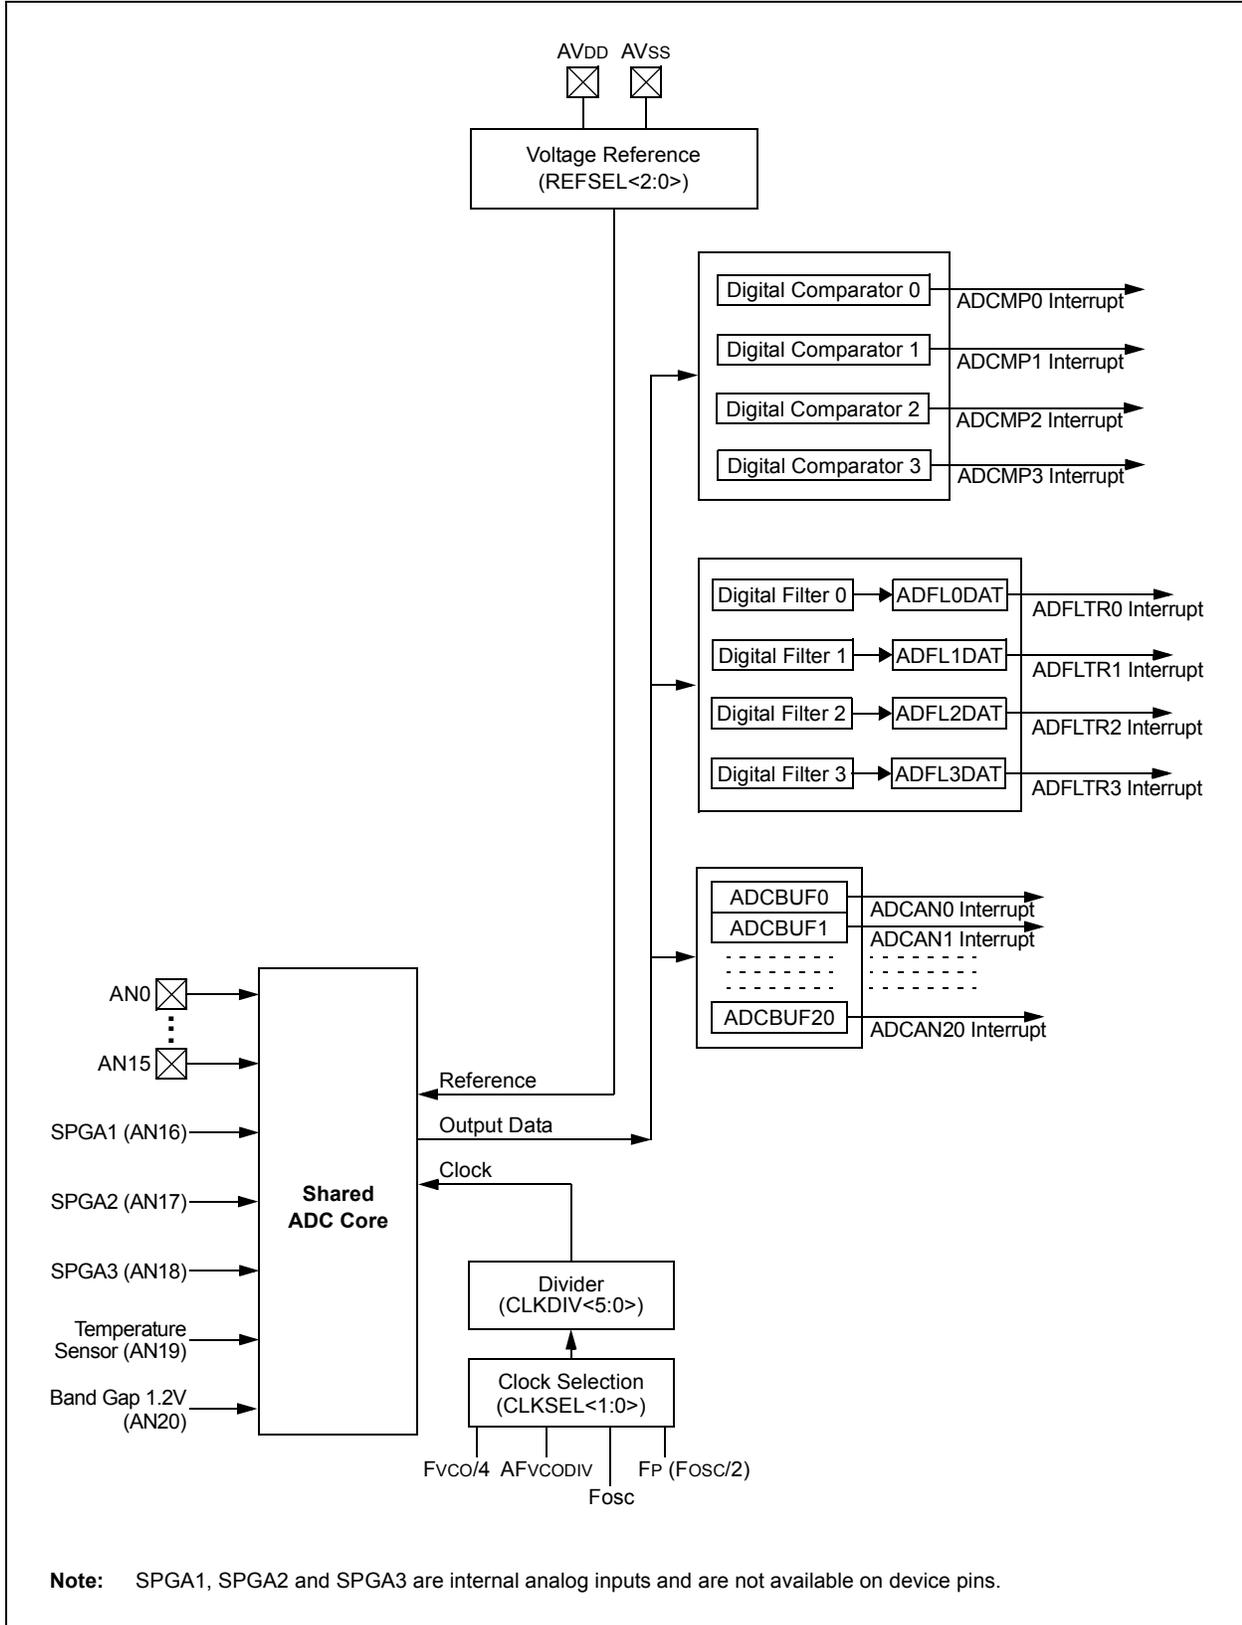 AVDD AVSS
Voltage Reference
(REFSEL<2:0>)
Digital Comparator 0
ADCMP0 Interrupt
Digital Comparator 1
ADCMP1 Interrupt
Digital Comparator 2
ADCMP2 Interrupt
Digital Comparator 3
ADCMP3 Interrupt
Digital Filter 0
ADFL0DAT
ADFLTR0 Interrupt
Digital Filter 1
ADFL1DAT
ADFLTR1 Interrupt
Digital Filter 2
ADFL2DAT
ADFLTR2 Interrupt
Digital Filter 3
ADFL3DAT
ADFLTR3 Interrupt
ADCBUF0
ADCAN0 Interrupt
ADCBUF1
ADCAN1 Interrupt
ADCBUF20
ADCAN20 Interrupt
AN0
AN15
SPGA1 (AN16)
SPGA2 (AN17)
SPGA3 (AN18)
Temperature
Sensor (AN19)
Band Gap 1.2V
(AN20)
Shared
ADC Core
Reference
Output Data
Clock
Divider
(CLKDIV<5:0>)
Clock Selection
(CLKSEL<1:0>)
FVCO/4 AFVCODIV
Fosc
FP (FOSC/2)
Note: SPGA1, SPGA2 and SPGA3 are internal analog inputs and are not available on device pins.